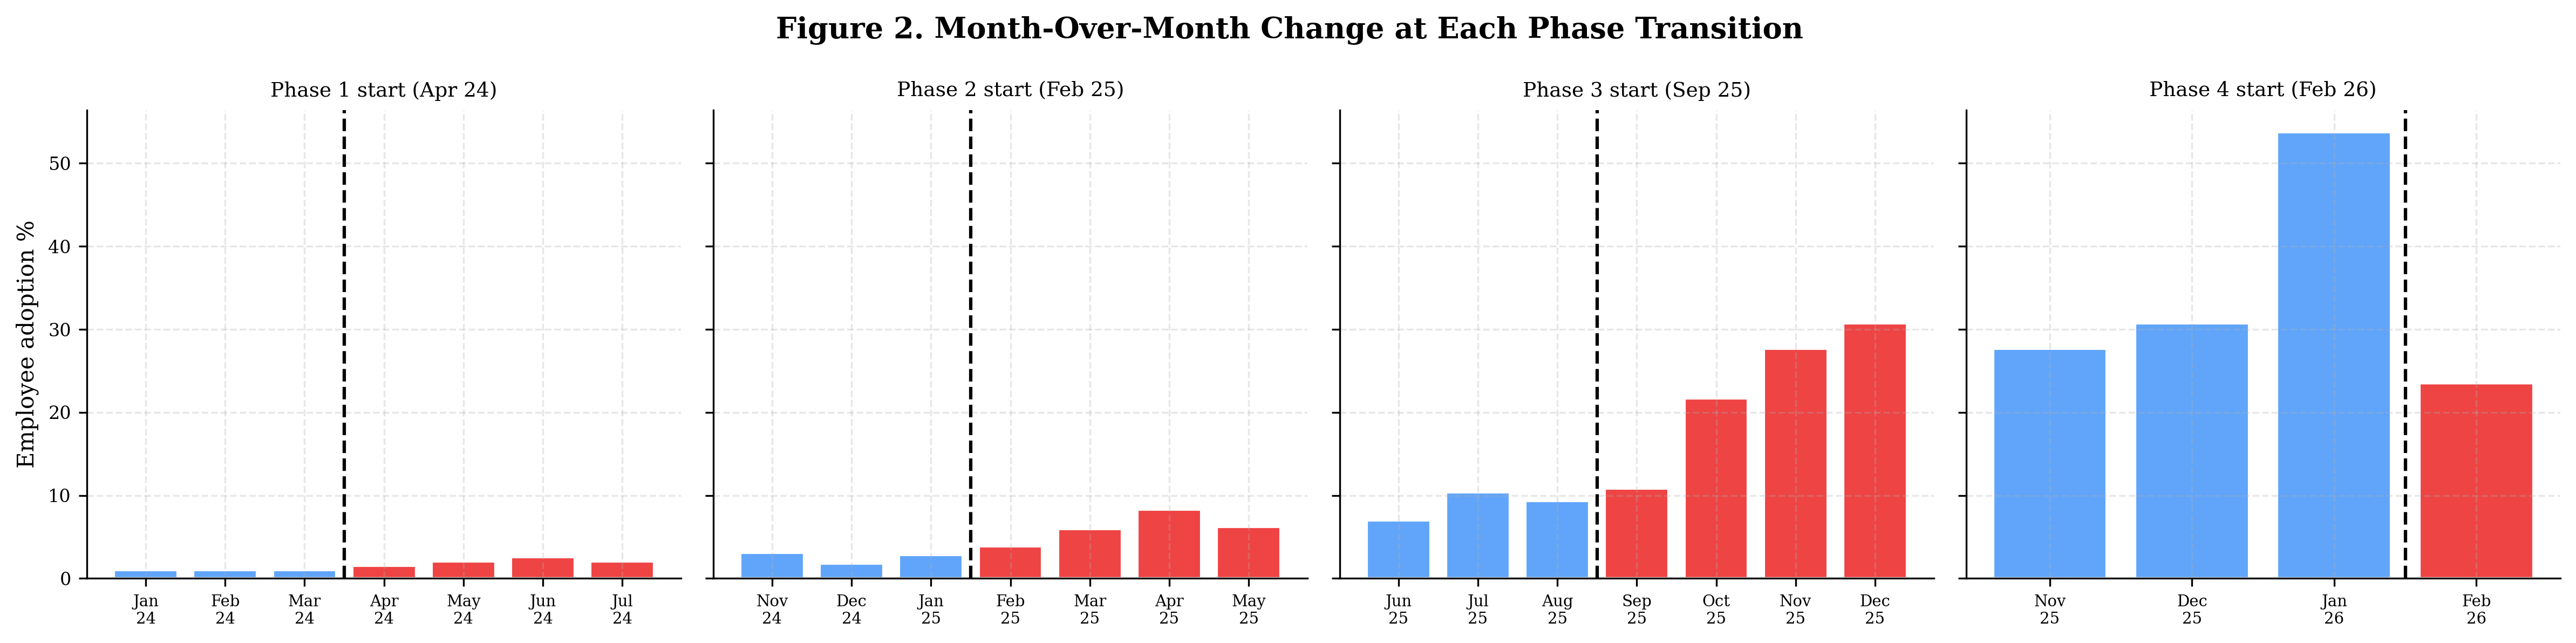 Figure 2. Month-Over-Month Change at Each Phase Transition
Phase 1 start (Apr 24)
Phase 2 start (Feb 25)
Phase 3 start (Sep 25)
Phase 4 start (Feb 26)
Employee adoption %
50
40
30
20
10
0
Jan
24
Feb
24
Mar
24
Apr
24
May
24
Jun
24
Jul
24
Nov
24
Dec
24
Jan
25
Feb
25
Mar
25
Apr
25
May
25
Jun
25
Jul
25
Aug
25
Sep
25
Oct
25
Nov
25
Dec
25
Nov
25
Dec
25
Jan
26
Feb
26